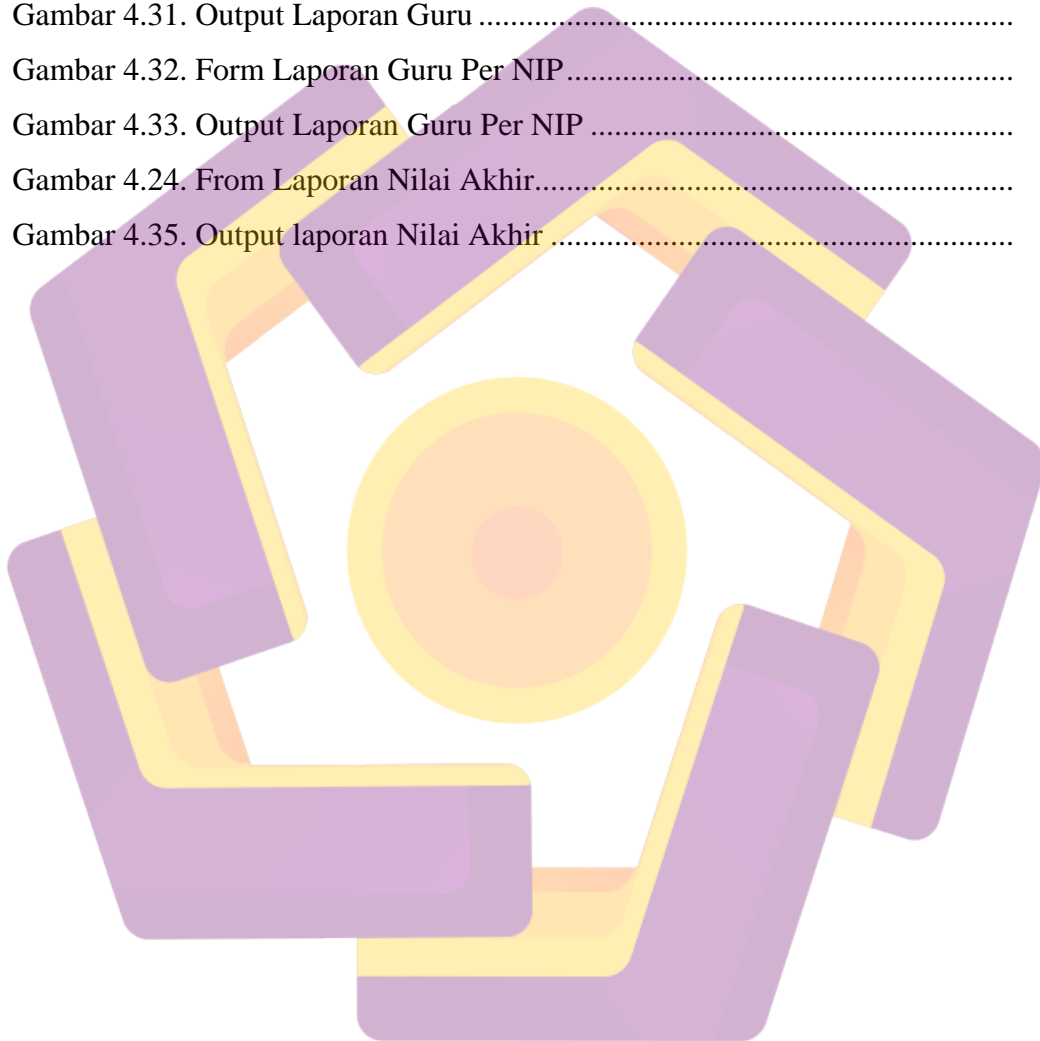 Gambar 4.31. Output Laporan Guru ....................................................................
Gambar 4.32. Form Laporan Guru Per NIP.........................................................
Gambar 4.33. Output Laporan Guru Per NIP ......................................................
Gambar 4.24. From Laporan Nilai Akhir.............................................................
Gambar 4.35. Output laporan Nilai Akhir ...........................................................